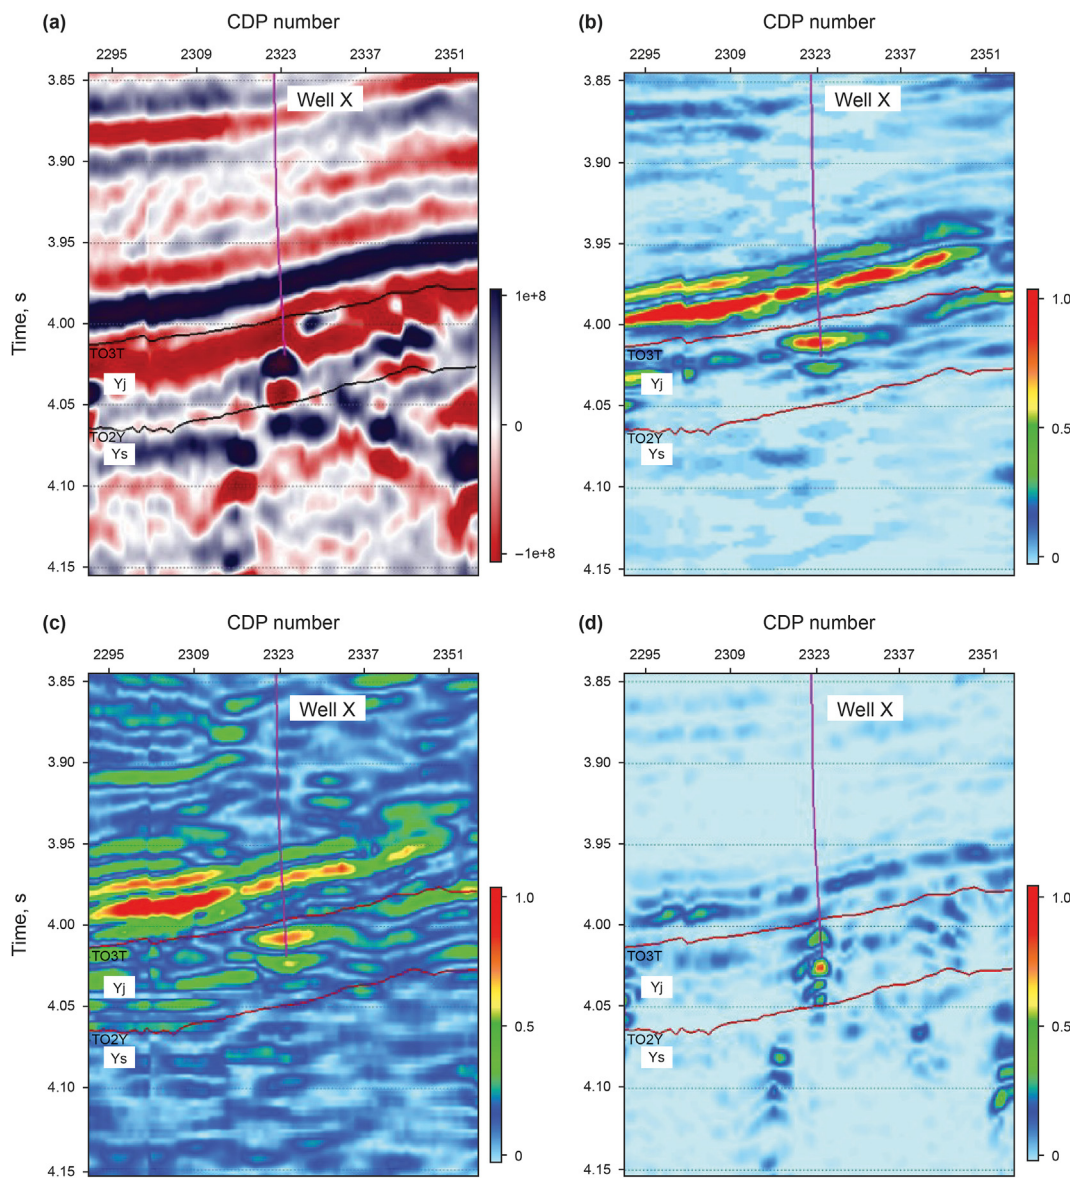 (a) CDP number
2295 2309 2323 2337 2351
3.85
Well X
3.90
3.95
4.00
TO3T
Yj
4.05
TO2Y
Ys
4.10
4.15
Time, s
1e+8
0
−1e+8
(b) CDP number
2295 2309 2323 2337 2351
3.85
Well X
3.90
3.95
4.00
TO3T
Yj
4.05
TO2Y
Ys
4.10
4.15
1.0
0.5
0
(c) CDP number
2295 2309 2323 2337 2351
3.85
Well X
3.90
3.95
4.00
TO3T
Yj
4.05
TO2Y
Ys
4.10
4.15
Time, s
1.0
0.5
0
(d) CDP number
2295 2309 2323 2337 2351
3.85
Well X
3.90
3.95
4.00
TO3T
Yj
4.05
TO2Y
Ys
4.10
4.15
1.0
0.5
0